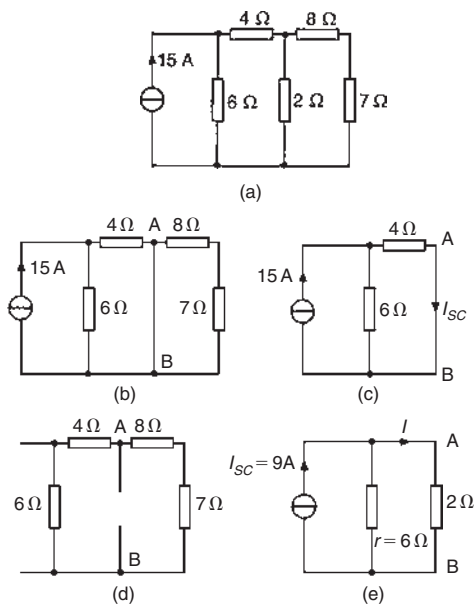 4 Ω 8 Ω
15 A
6 Ω 2 Ω 7 Ω
(a)
4 Ω A 8 Ω
15 A
6 Ω 7 Ω
B
(b)
4 Ω A
15 A
6 Ω I_SC
B
(c)
4 Ω A 8 Ω
6 Ω 7 Ω
B
(d)
I A
I_SC = 9A
2 Ω
r = 6 Ω
B
(e)